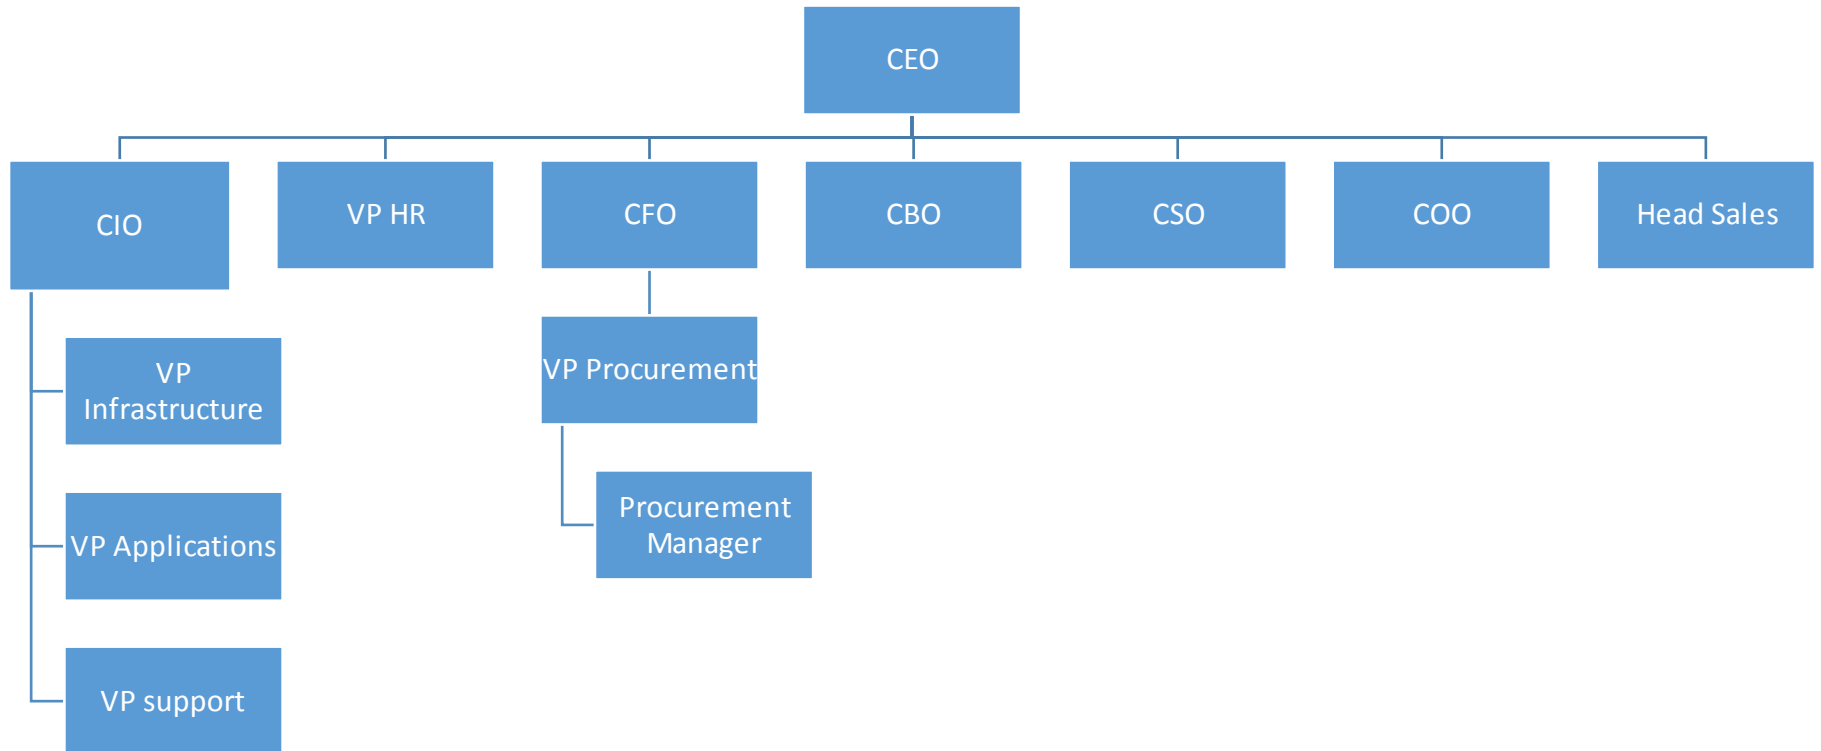 CEO
CIO
VP HR
CFO
CBO
CSO
COO
Head Sales
VP
Infrastructure
VP Applications
VP support
VP Procurement
Procurement
Manager